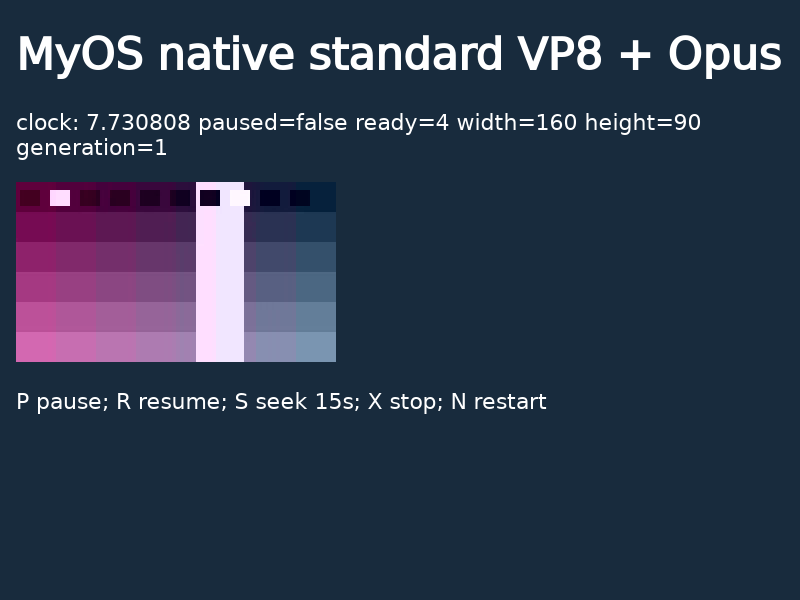 MyOS native standard VP8 + Opus
clock: 7.730808 paused=false ready=4 width=160 height=90
generation=1
P pause; R resume; S seek 15s; X stop; N restart